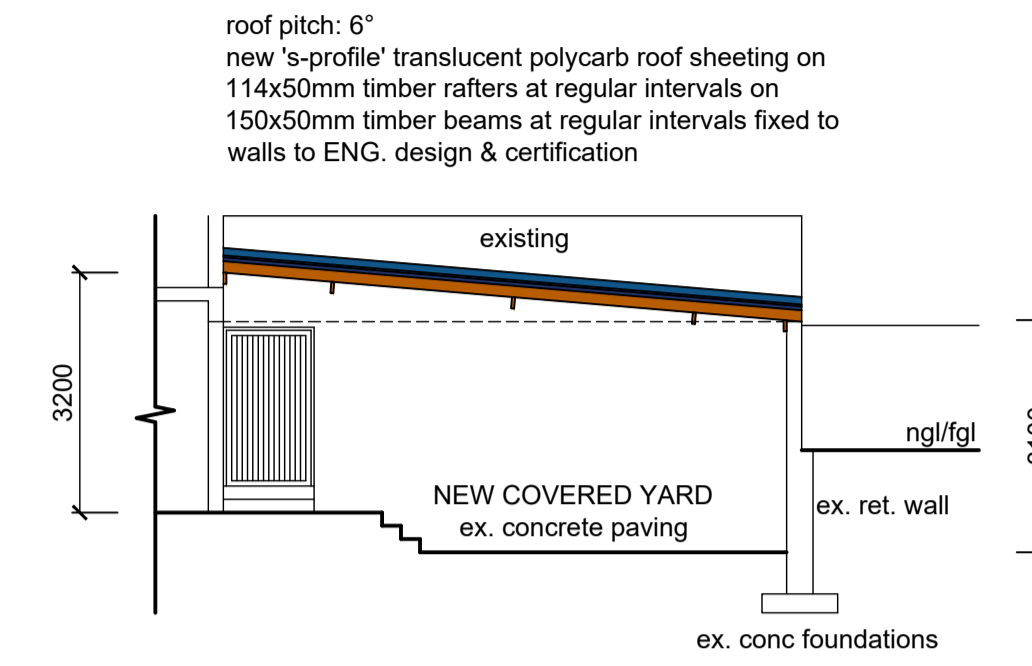 roof pitch: 6°
new 's-profile' translucent polycarb roof sheeting on
114x50mm timber rafters at regular intervals on
150x50mm timber beams at regular intervals fixed to
walls to ENG. design & certification
existing
3200
ngl/fgl
NEW COVERED YARD
ex. concrete paving
ex. ret. wall
ex. conc foundations